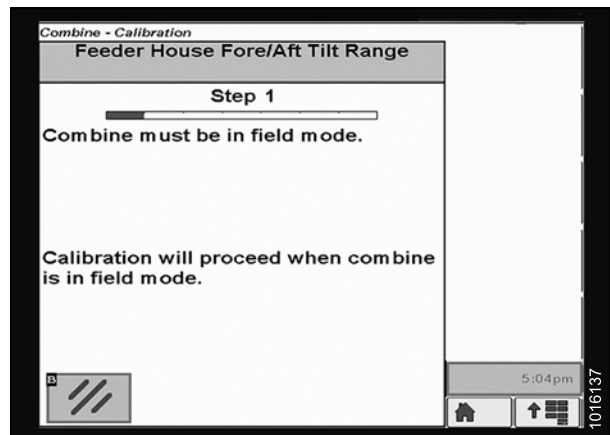 Combine - Calibration
Feeder House Fore/Aft Tilt Range
Step 1
Combine must be in field mode.
Calibration will proceed when combine
is in field mode.
B
5:04pm
1016137